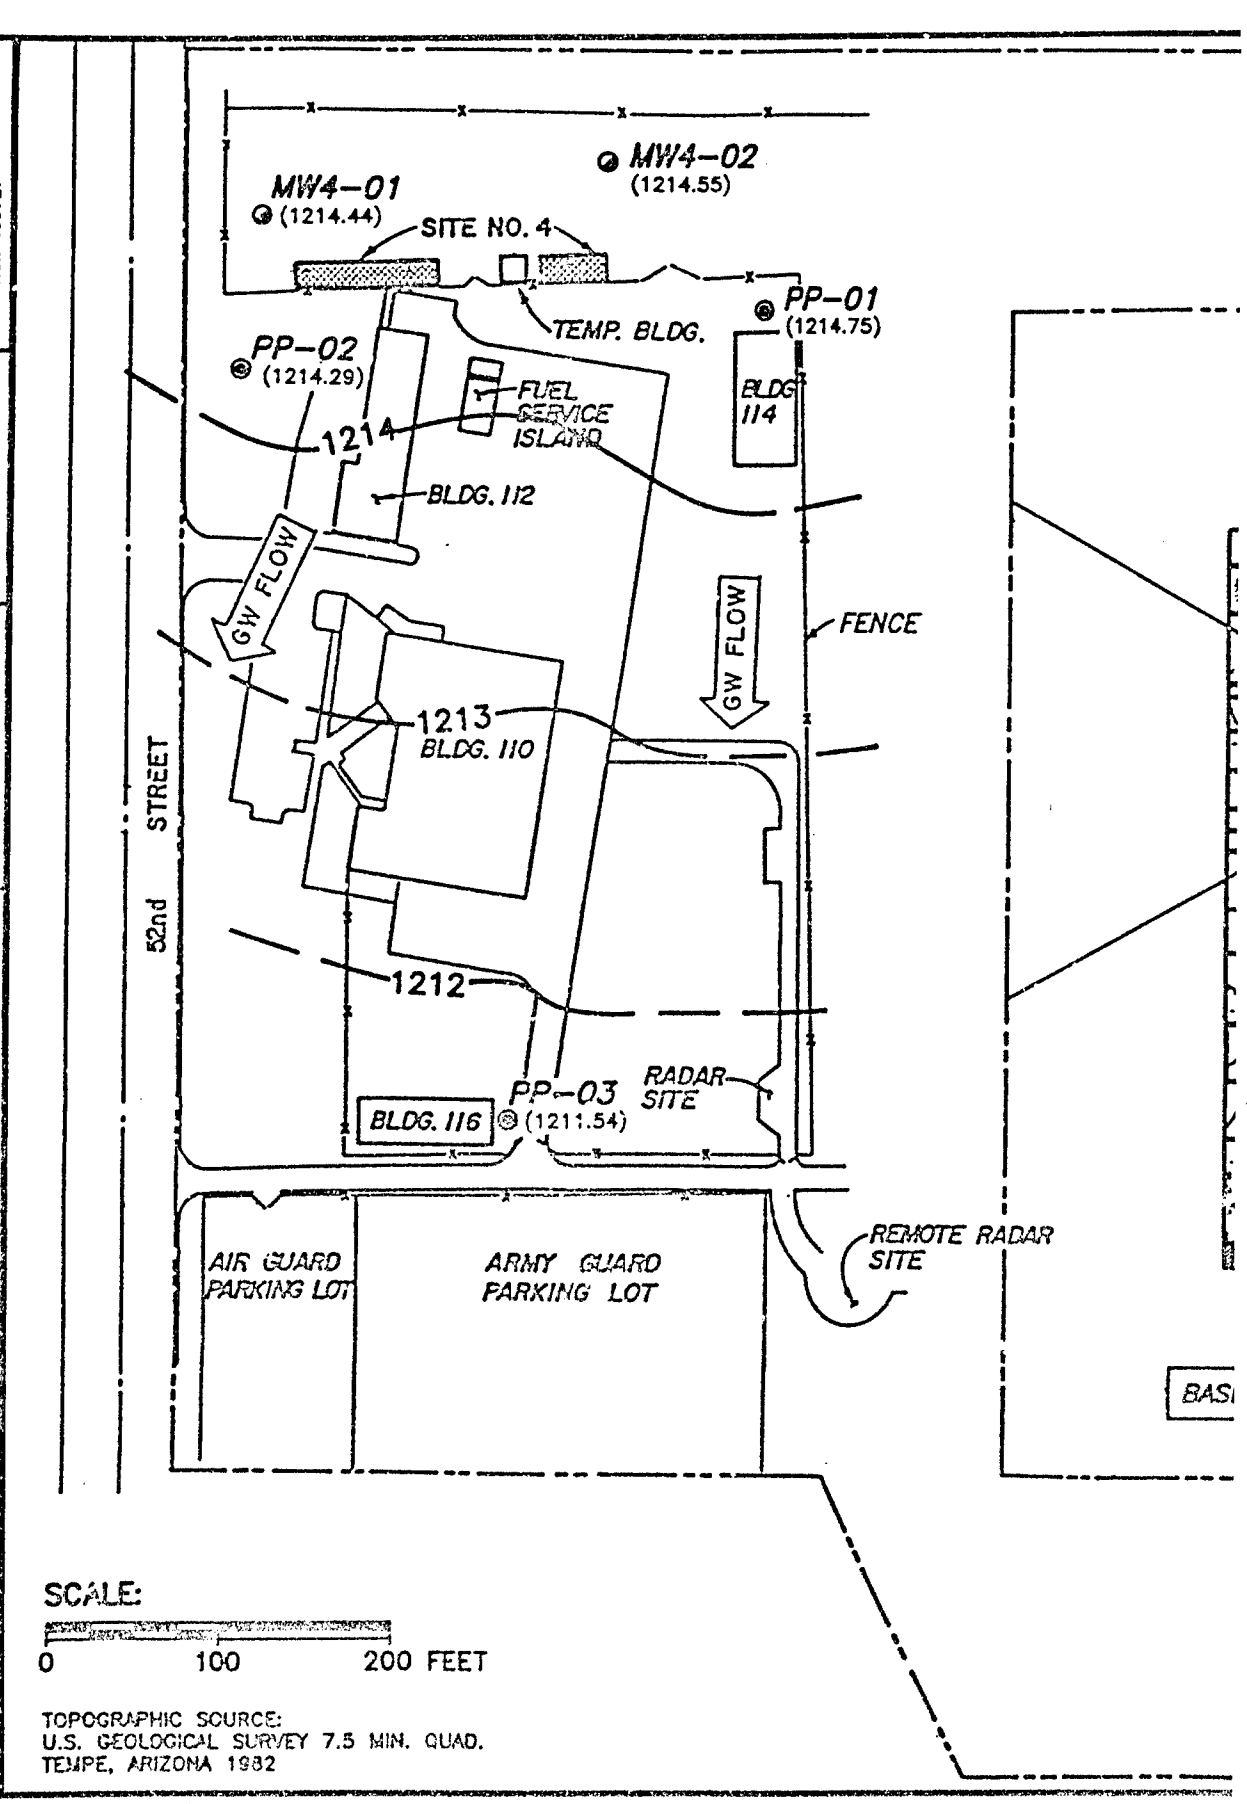 MW4-02
(1214.55)
MW4-01
(1214.44)
SITE NO. 4
PP-01
(1214.75)
TEMP. BLDG.
PP-02
(1214.29)
FUEL
SERVICE
ISLAND
BLDG
114
1214
BLDG. 112
GW FLOW
GW FLOW
FENCE
1213
BLDG. 110
52nd STREET
1212
RADAR
SITE
PP-03
(1211.54)
BLDG. 116
REMOTE RADAR
SITE
AIR GUARD
PARKING LOT
ARMY GUARD
PARKING LOT
BASE
SCALE:
0 100 200 FEET
TOPOGRAPHIC SOURCE:
U.S. GEOLOGICAL SURVEY 7.5 MIN. QUAD.
TEMPE, ARIZONA 1982